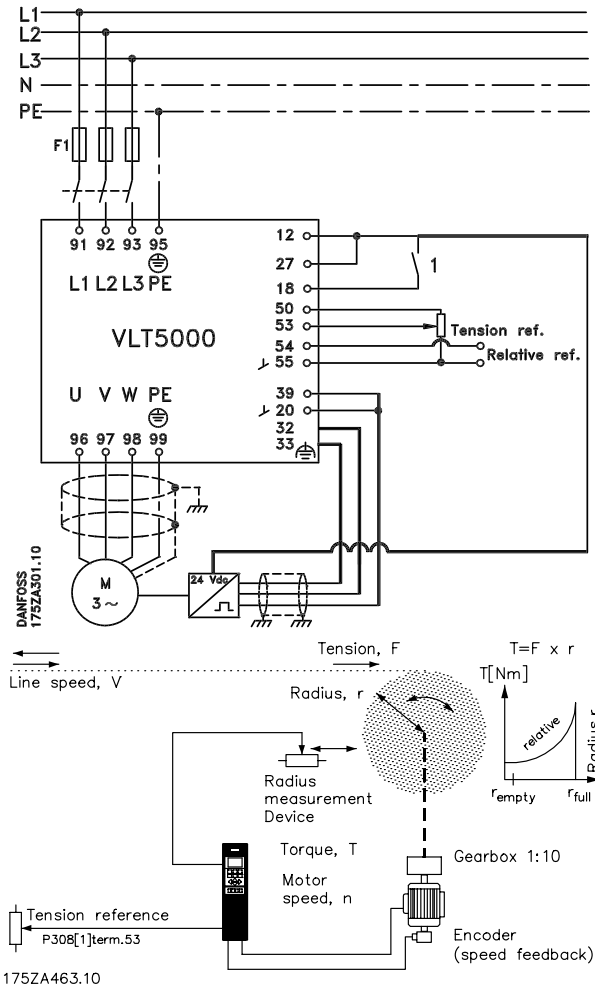 L1
L2
L3
N
PE
F1
91 92 93 95
L1 L2 L3 PE
VLT5000
U V W PE
96 97 98 99
12
27
18
50
53
54
55
39
20
32
33
1
Tension ref.
Relative ref.
M
3 ~
24 Vdc
DANFOSS
175ZA301.10
Line speed, V
Tension, F
T=F x r
T[Nm]
Radius, r
relative
Radius r
r empty
r full
Radius
measurement
Device
Torque, T
Motor
speed, n
Gearbox 1:10
Encoder
(speed feedback)
Tension reference
P308[1]term.53
175ZA463.10